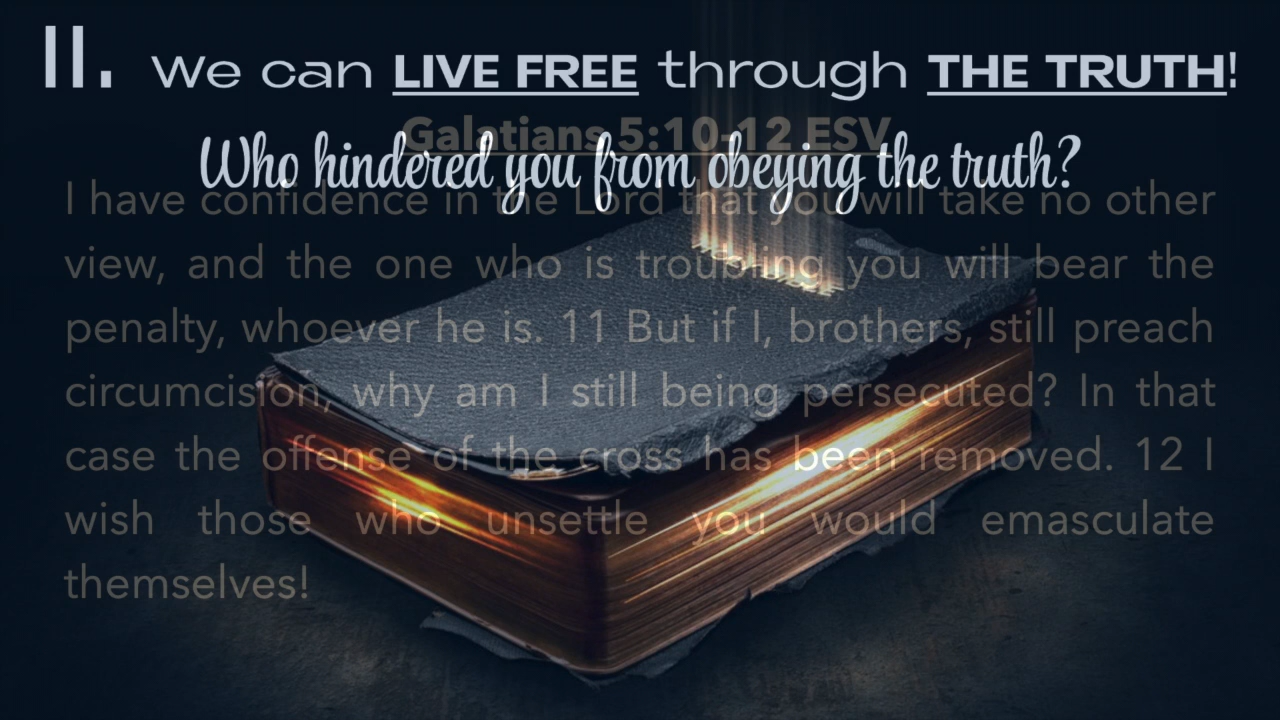 II. We can LIVE FREE through THE TRUTH!
Galatians 5:10-12 ESV
Who hindered you from obeying the truth?
I have confidence in the Lord that you will take no other
view, and the one who is troubling you will bear the
penalty, whoever he is. 11 But if I, brothers, still preach
circumcision, why am I still being persecuted? In that
case the offense of the cross has been removed. 12 I
wish those who unsettle you would emasculate
themselves!